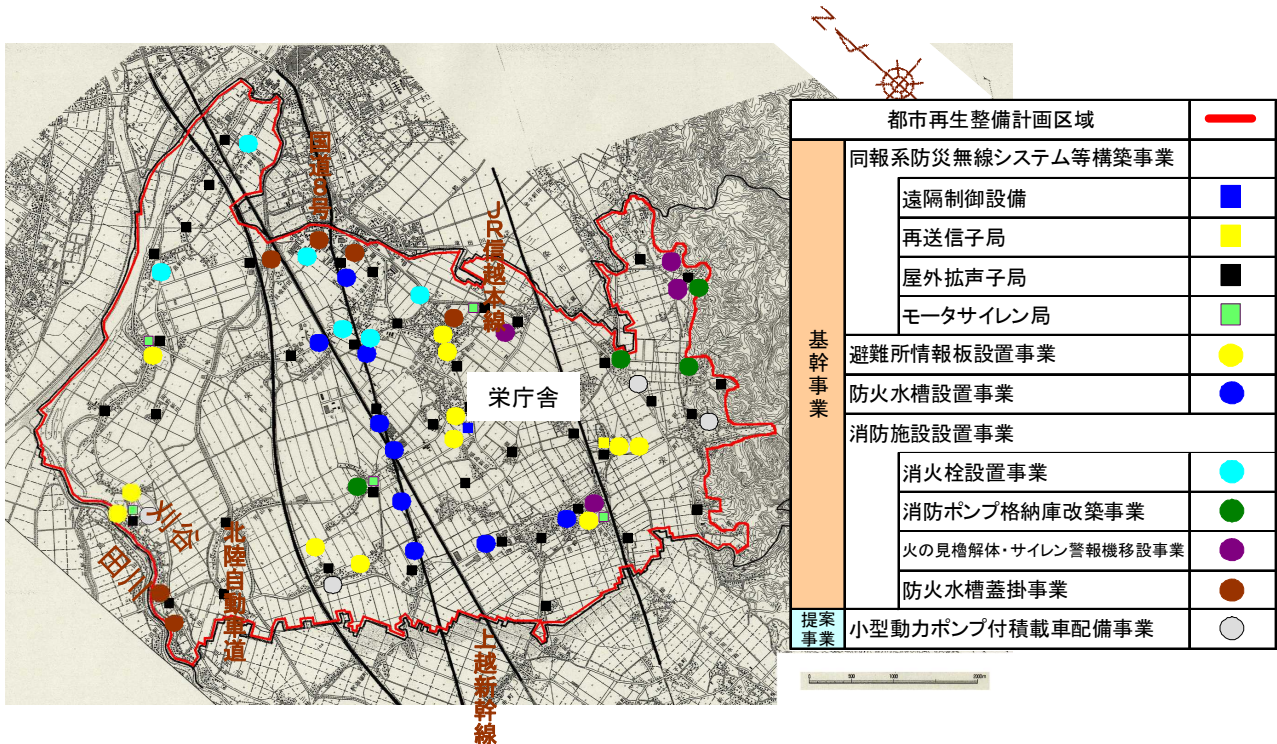 N
国道8号
JR信越本線
栄庁舎
刈谷
田川
北陸自動車道
上越新幹線
都市再生整備計画区域
基幹事業
同報系防災無線システム等構築事業
遠隔制御設備
再送信子局
屋外拡声子局
モータサイレン局
避難所情報板設置事業
防火水槽設置事業
消防施設設置事業
消火栓設置事業
消防ポンプ格納庫改築事業
火の見櫓解体・サイレン警報機移設事業
防火水槽蓋掛事業
提案
事業
小型動力ポンプ付積載車配備事業
0 500 1000 2000m